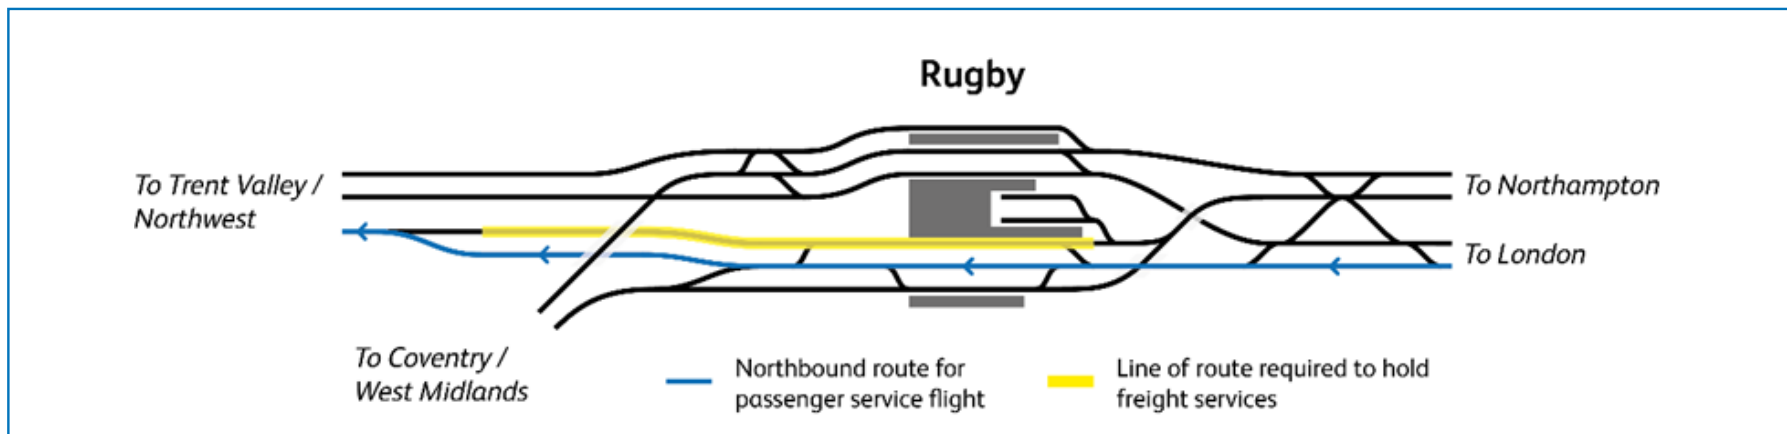 Rugby
To Trent Valley /
Northwest
To Northampton
To London
To Coventry /
West Midlands
Northbound route for
passenger service flight
Line of route required to hold
freight services